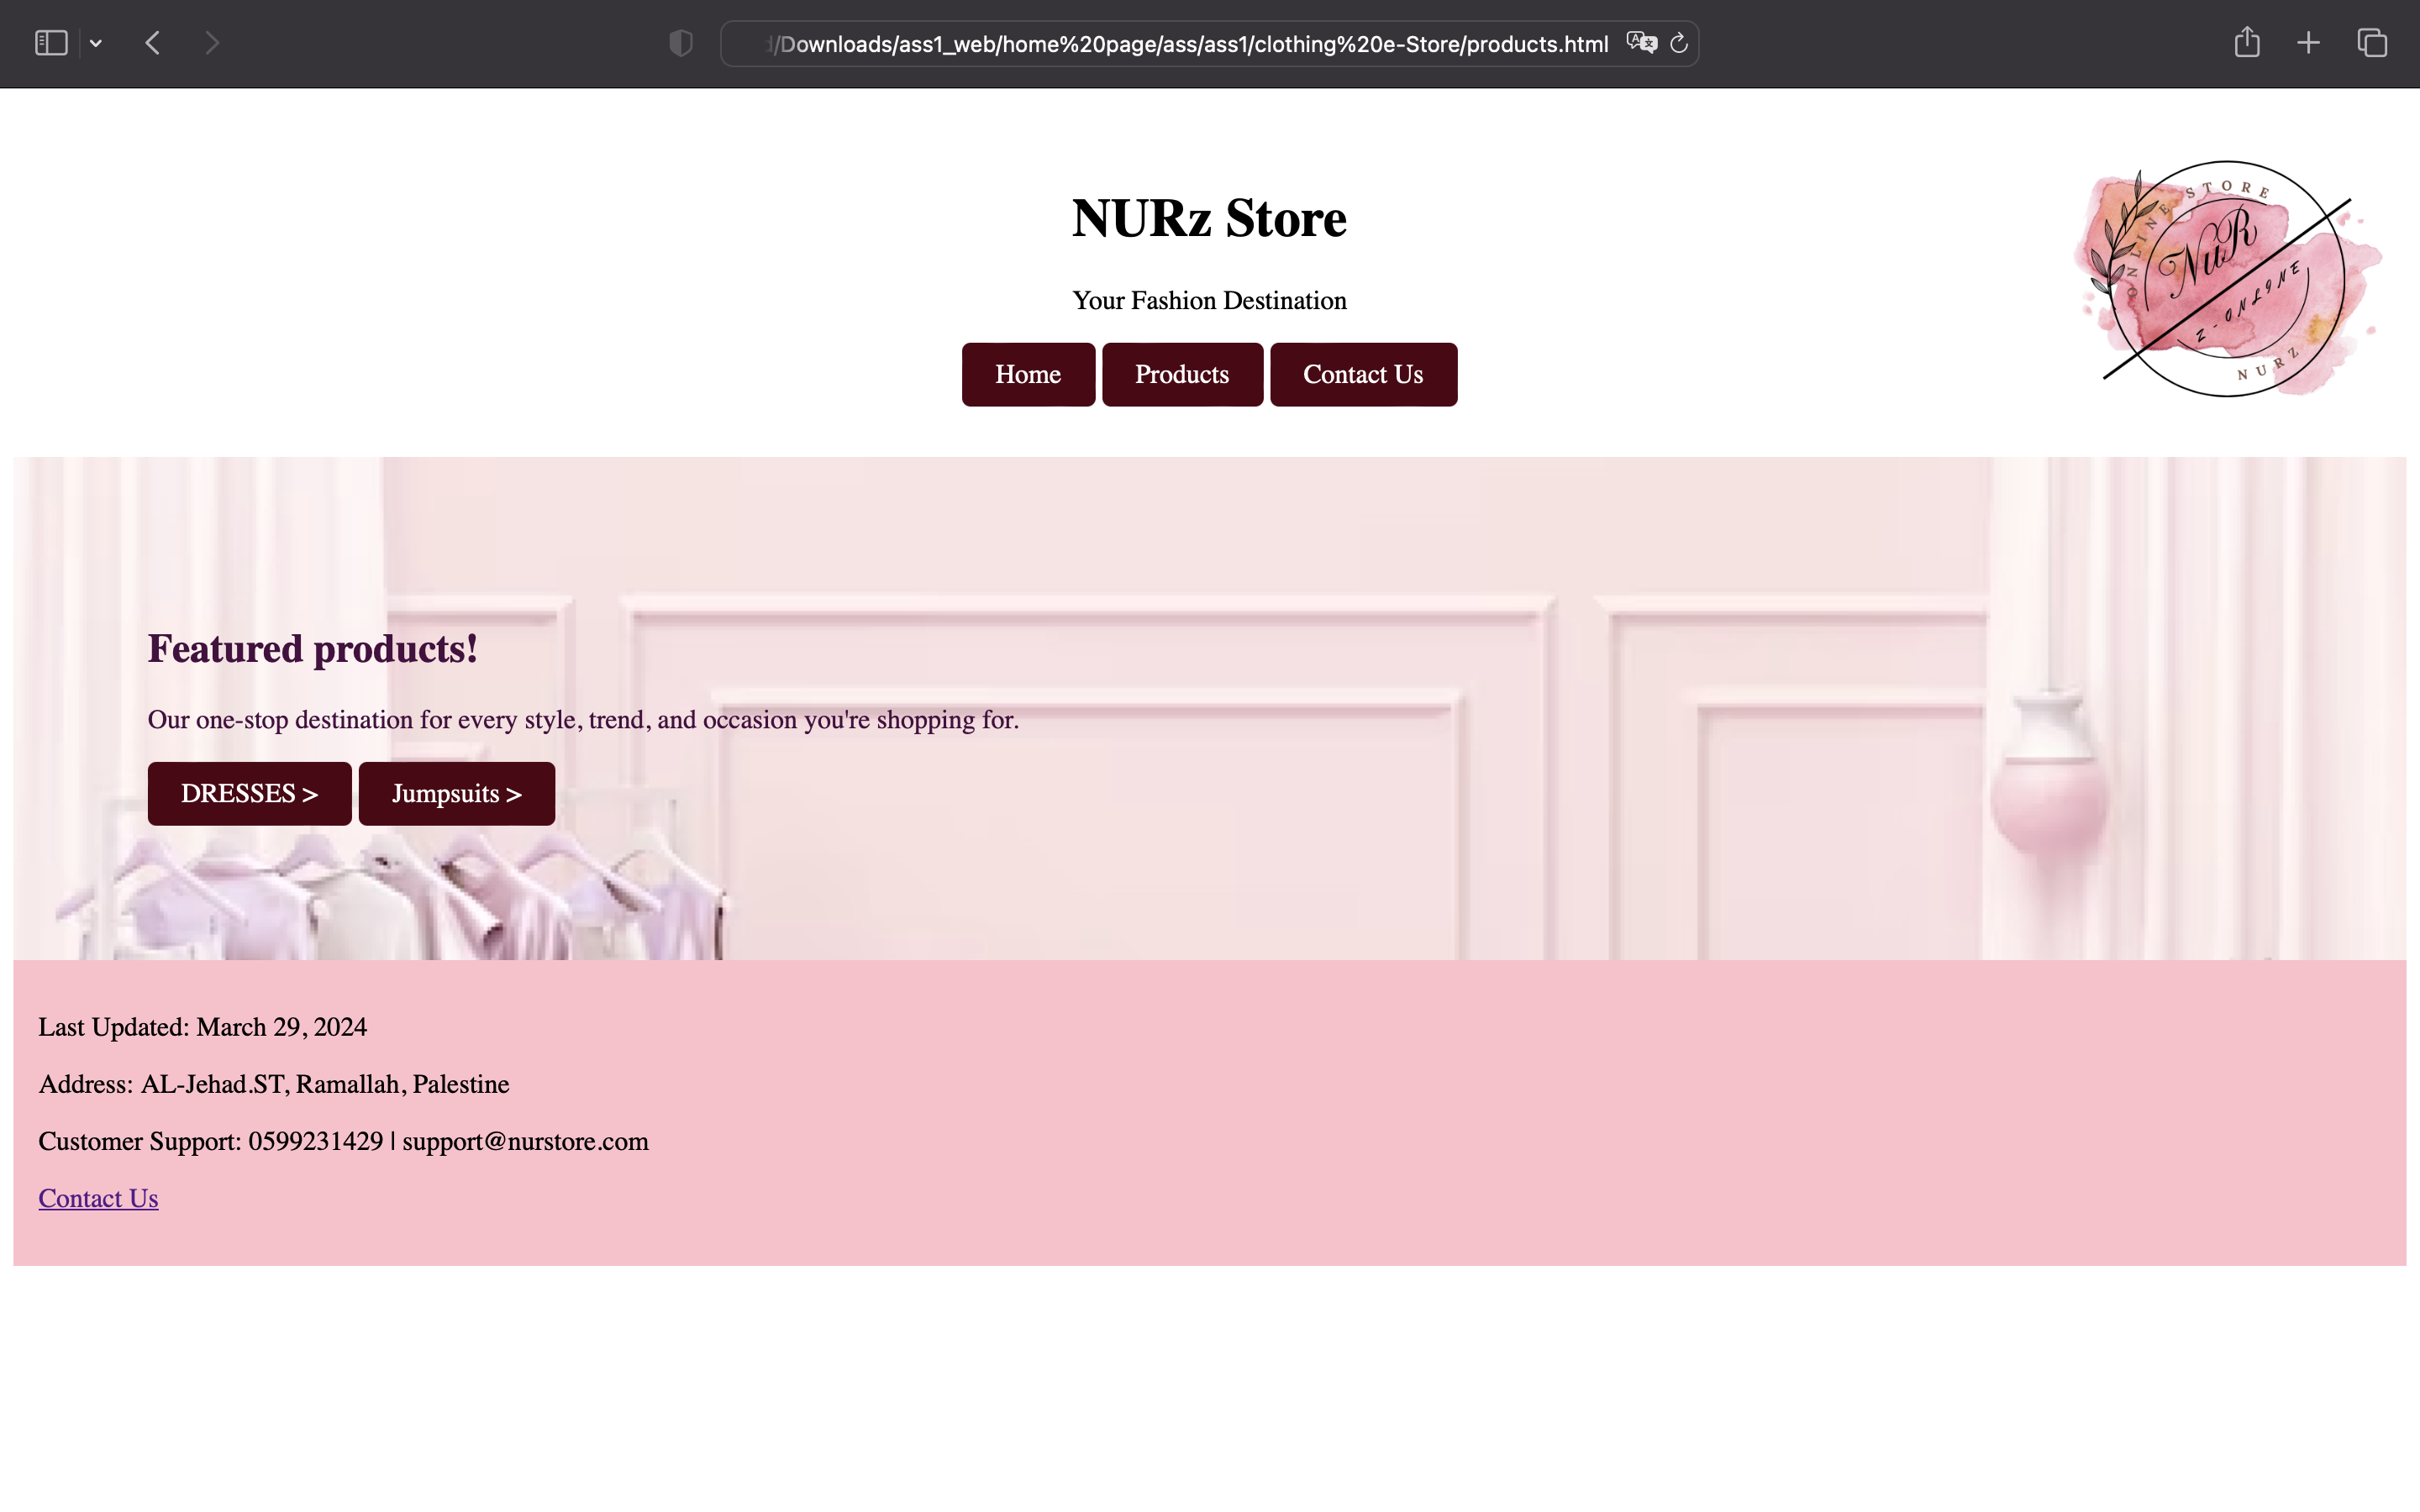 /Downloads/ass1_web/home%20page/ass/ass1/clothing%20e-Store/products.html
NURz Store
Your Fashion Destination
Home Products Contact Us
ONLINE STORE
NuR
Z-ONLINE
NURZ
Featured products!
Our one-stop destination for every style, trend, and occasion you're shopping for.
DRESSES > Jumpsuits >
Last Updated: March 29, 2024
Address: AL-Jehad.ST, Ramallah, Palestine
Customer Support: 0599231429 | support@nurstore.com
Contact Us